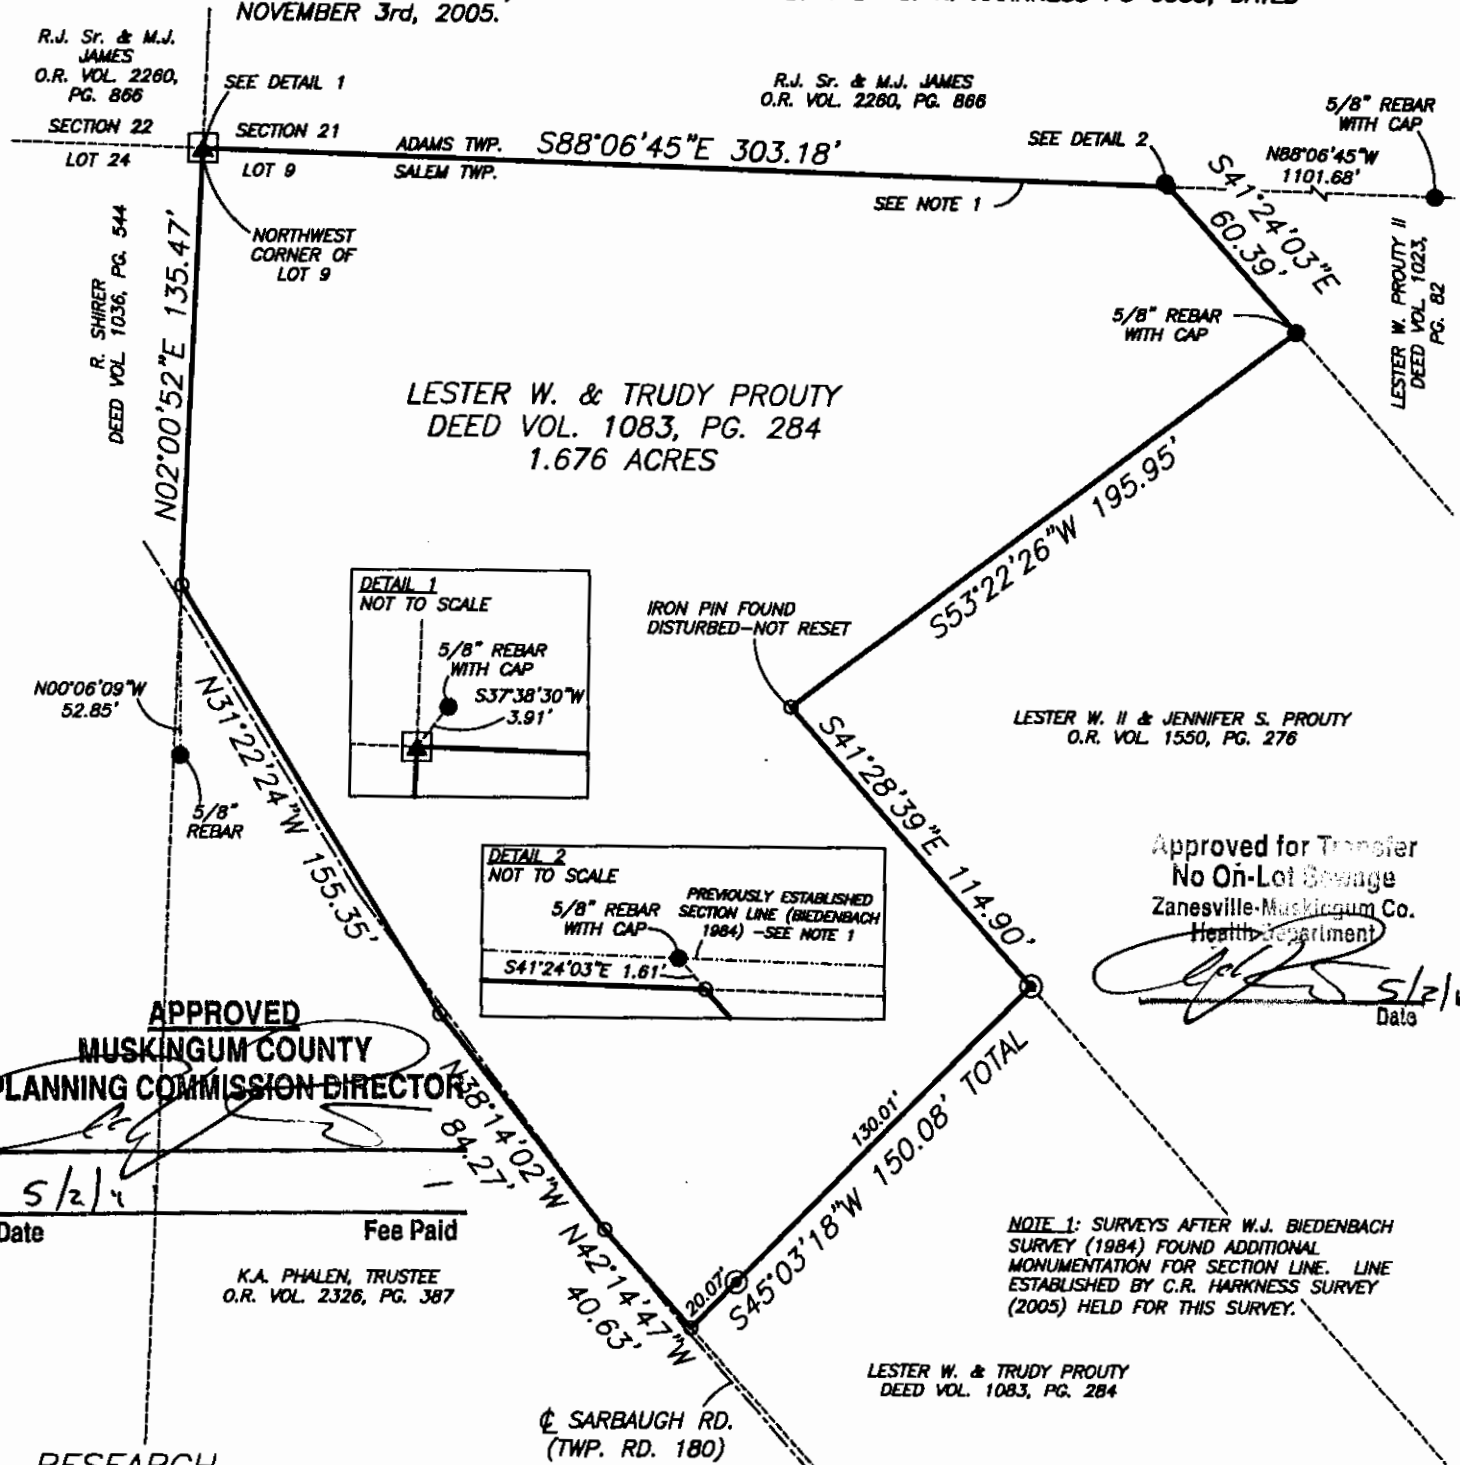 NOVEMBER 3rd, 2005.
R.J. Sr. & M.J.
JAMES
O.R. VOL. 2260,
PG. 866
SEE DETAIL 1
R.J. Sr. & M.J. JAMES
O.R. VOL. 2260, PG. 866
5/8" REBAR
WITH CAP
SECTION 22
SECTION 21
ADAMS TWP.
S88°06'45"E 303.18'
SEE DETAIL 2
N88°06'45"W
1101.68'
LOT 24
LOT 9
SALEM TWP.
SEE NOTE 1
S41°24'03"E
60.39'
NORTHWEST
CORNER OF
LOT 9
R. SHIRER
DEED VOL. 1036, PG. 544
N02°00'52"E 135.47'
LESTER W. PROUTY II
DEED VOL. 1023,
PG. 82
5/8" REBAR
WITH CAP
LESTER W. & TRUDY PROUTY
DEED VOL. 1083, PG. 284
1.676 ACRES
S53°22'26"W 195.95'
DETAIL 1
NOT TO SCALE
5/8" REBAR
WITH CAP
S37°38'30"W
3.91'
IRON PIN FOUND
DISTURBED-NOT RESET
N00°06'09"W
52.85'
5/8"
REBAR
N31°22'24"W 155.35'
LESTER W. II & JENNIFER S. PROUTY
O.R. VOL. 1550, PG. 276
S41°28'39"E 114.90'
DETAIL 2
NOT TO SCALE
5/8" REBAR
WITH CAP
PREVIOUSLY ESTABLISHED
SECTION LINE (BIEDENBACH
1984) -SEE NOTE 1
S41°24'03"E 1.61'
Approved for Transfer
No On-Lot Sewage
Zanesville-Muskingum Co.
Health Department
5/2/
Date
APPROVED
MUSKINGUM COUNTY
PLANNING COMMISSION DIRECTOR
5/2/
Date
Fee Paid
N38°14'02"W
84.27'
130.01'
S45°03'18"W 150.08' TOTAL
20.07'
N42°14'47"W
40.63'
K.A. PHALEN, TRUSTEE
O.R. VOL. 2326, PG. 387
NOTE 1: SURVEYS AFTER W.J. BIEDENBACH
SURVEY (1984) FOUND ADDITIONAL
MONUMENTATION FOR SECTION LINE. LINE
ESTABLISHED BY C.R. HARKNESS SURVEY
(2005) HELD FOR THIS SURVEY.
LESTER W. & TRUDY PROUTY
DEED VOL. 1083, PG. 284
℄ SARBAUGH RD.
(TWP. RD. 180)
RESEARCH